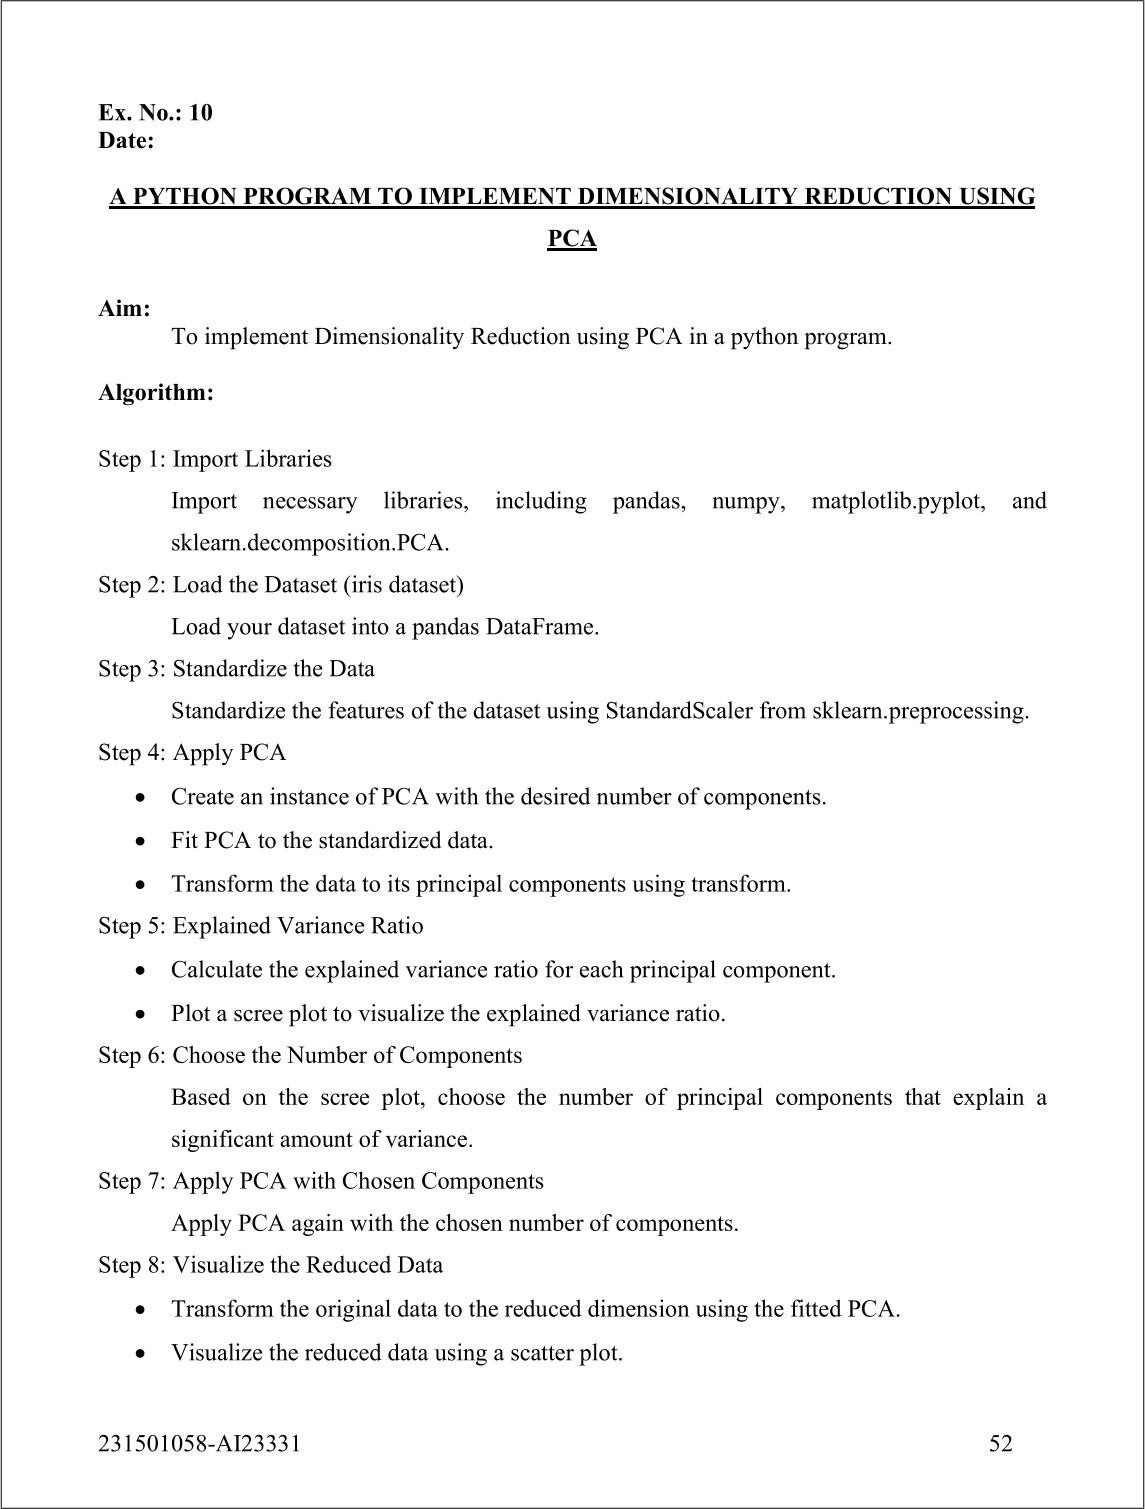 Ex. No.: 10
Date:
A PYTHON PROGRAM TO IMPLEMENT DIMENSIONALITY REDUCTION USING
PCA
Aim:
To implement Dimensionality Reduction using PCA in a python program.
Algorithm:
Step 1: Import Libraries
Import necessary libraries, including pandas, numpy, matplotlib.pyplot, and
sklearn.decomposition.PCA.
Step 2: Load the Dataset (iris dataset)
Load your dataset into a pandas DataFrame.
Step 3: Standardize the Data
Standardize the features of the dataset using StandardScaler from sklearn.preprocessing.
Step 4: Apply PCA
• Create an instance of PCA with the desired number of components.
• Fit PCA to the standardized data.
• Transform the data to its principal components using transform.
Step 5: Explained Variance Ratio
• Calculate the explained variance ratio for each principal component.
• Plot a scree plot to visualize the explained variance ratio.
Step 6: Choose the Number of Components
Based on the scree plot, choose the number of principal components that explain a
significant amount of variance.
Step 7: Apply PCA with Chosen Components
Apply PCA again with the chosen number of components.
Step 8: Visualize the Reduced Data
• Transform the original data to the reduced dimension using the fitted PCA.
• Visualize the reduced data using a scatter plot.
231501058-AI23331 52